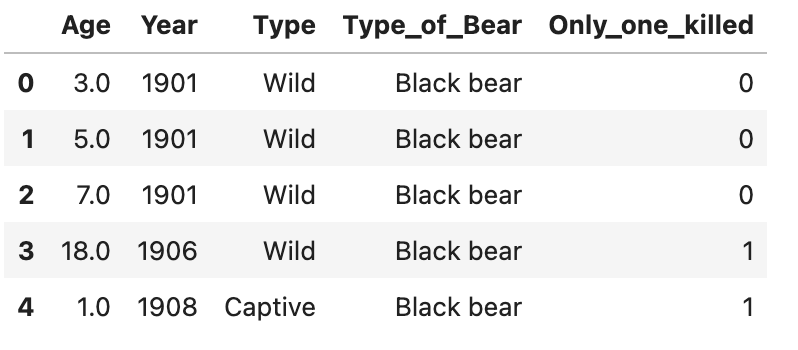 Age Year Type Type_of_Bear Only_one_killed
0 3.0 1901 Wild Black bear 0
1 5.0 1901 Wild Black bear 0
2 7.0 1901 Wild Black bear 0
3 18.0 1906 Wild Black bear 1
4 1.0 1908 Captive Black bear 1